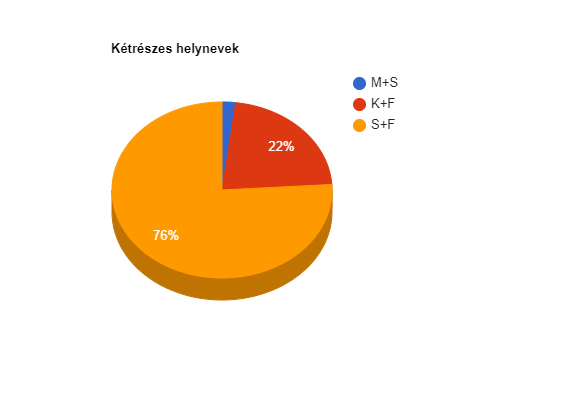 Kétrészes helynevek
M+S
K+F
S+F
22%
76%